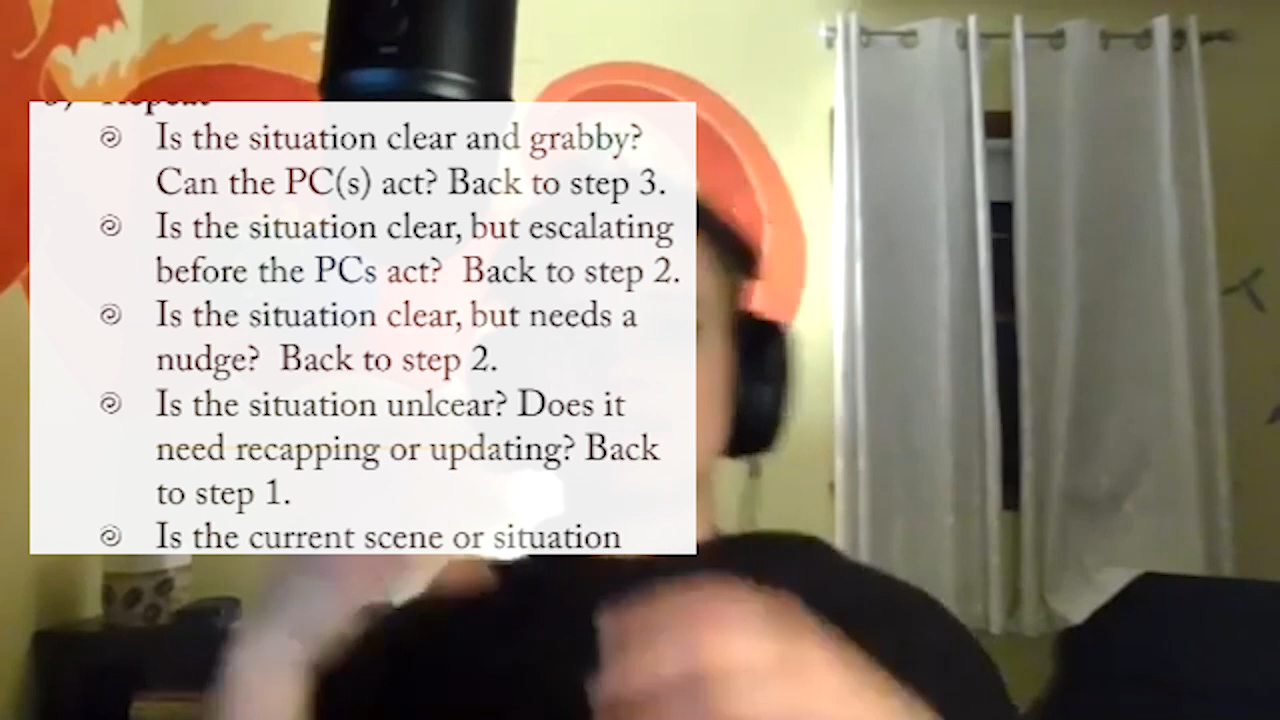 Repeat
Is the situation clear and grabby?
Can the PC(s) act? Back to step 3.
Is the situation clear, but escalating
before the PCs act? Back to step 2.
Is the situation clear, but needs a
nudge? Back to step 2.
Is the situation unlcear? Does it
need recapping or updating? Back
to step 1.
Is the current scene or situation